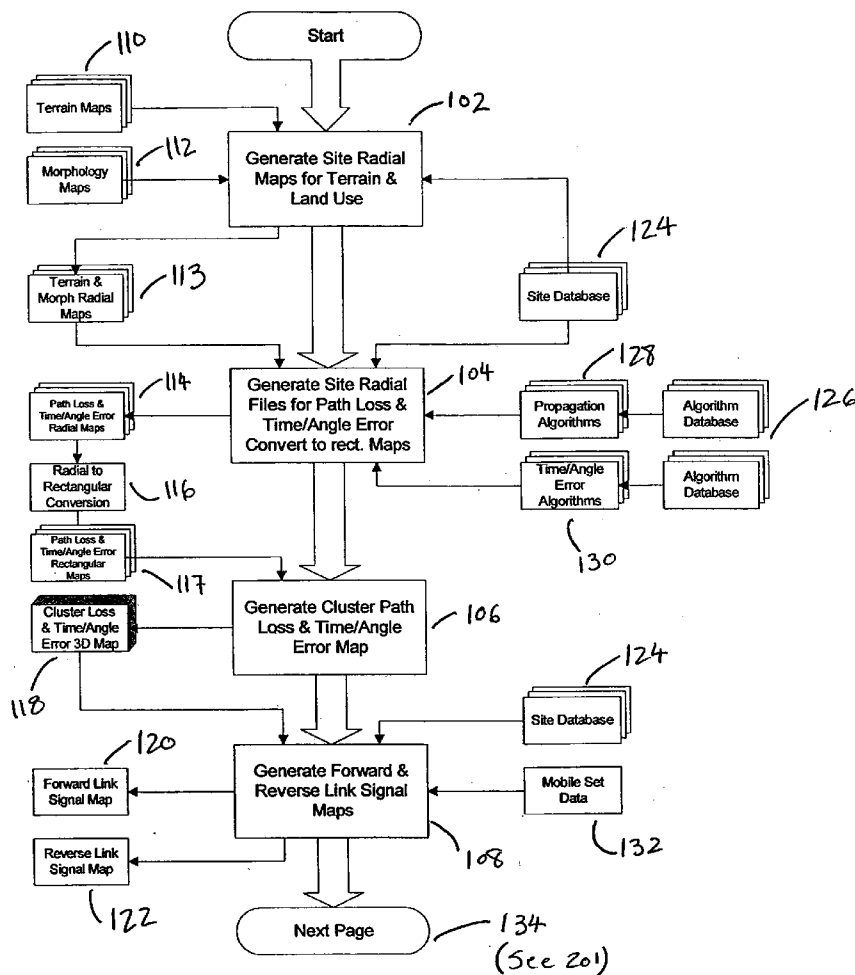 Start
110
Terrain Maps
102
112
Morphology
Maps
Generate Site Radial
Maps for Terrain &
Land Use
124
Terrain &
Morph Radial
Maps
113
Site Database
114
Path Loss &
Time/Angle Error
Radial Maps
Generate Site Radial
Files for Path Loss &
Time/Angle Error
Convert to rect. Maps
104
128
Propagation
Algorithms
Algorithm
Database
126
Radial to
Rectangular
Conversion
116
Time/Angle
Error
Algorithms
Algorithm
Database
130
Path Loss &
Time/Angle Error
Rectangular
Maps
117
Cluster Loss
& Time/Angle
Error 3D Map
118
Generate Cluster Path
Loss & Time/Angle
Error Map
106
124
Site Database
120
Forward Link
Signal Map
Generate Forward &
Reverse Link Signal
Maps
108
Mobile Set
Data
132
Reverse Link
Signal Map
122
Next Page
134
(See 201)